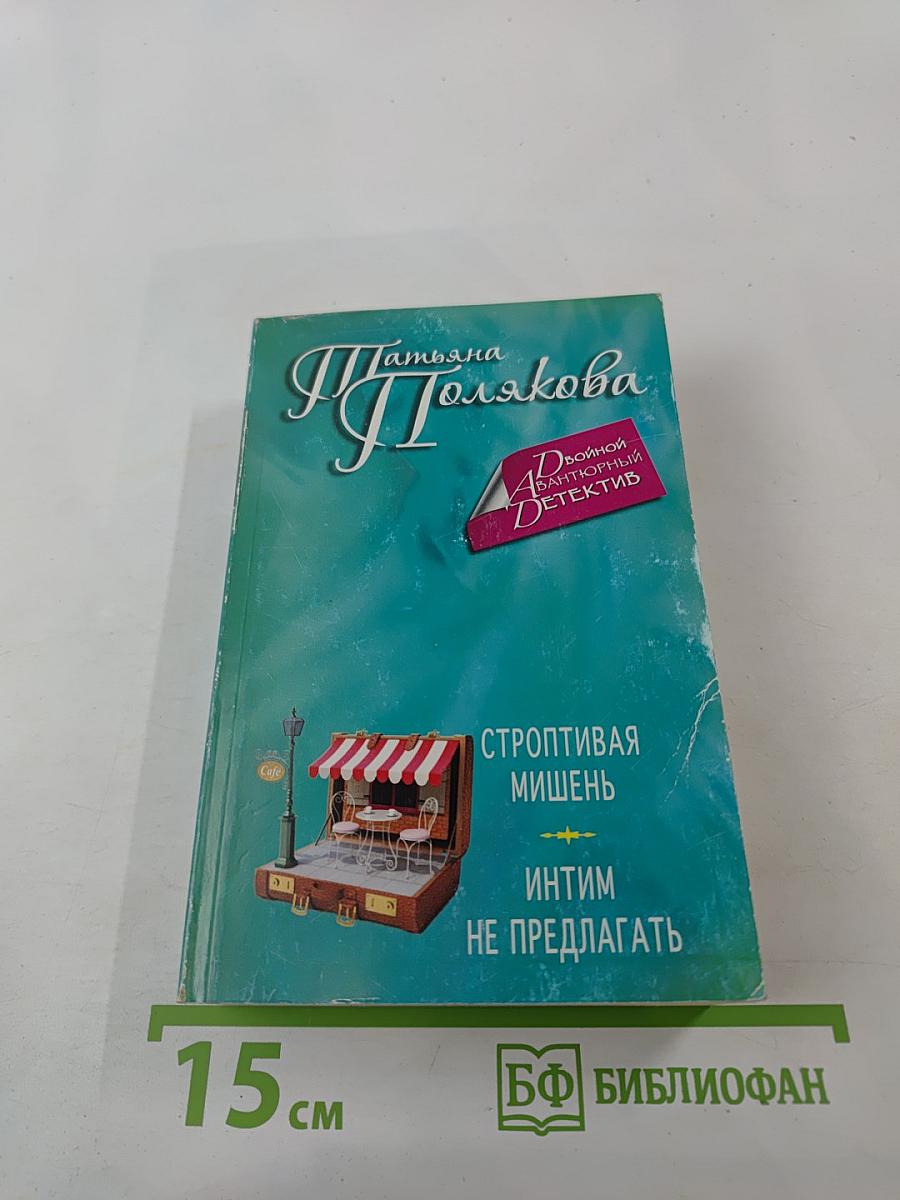 Татьяна
Полякова
Двойной
Авантюрный
Детектив
Cafe
СТРОПТИВАЯ
МИШЕНЬ
ИНТИМ
НЕ ПРЕДЛАГАТЬ
15 см
БФ БИБЛИОФАН